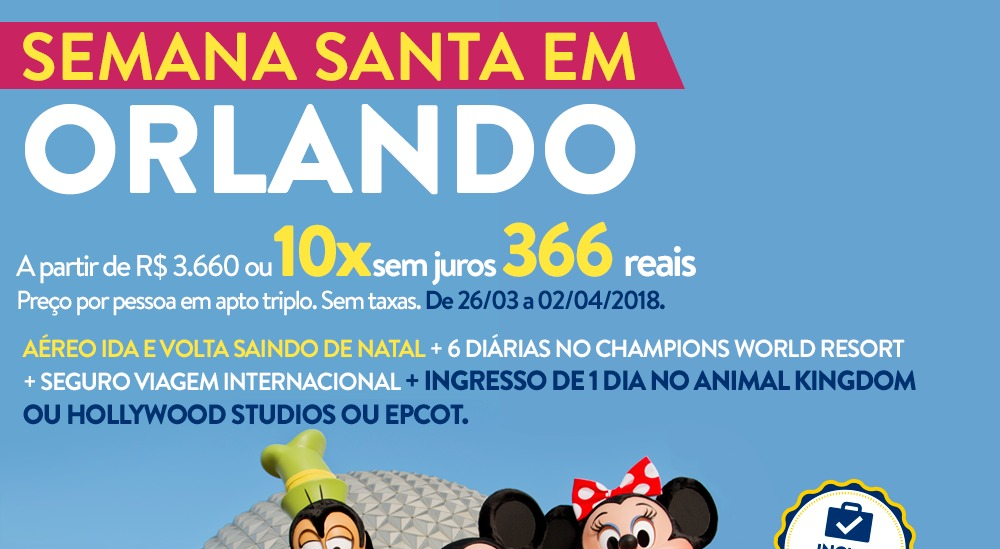 SEMANA SANTA EM
ORLANDO
A partir de R$ 3.660 ou 10x sem juros 366 reais
Preço por pessoa em apto triplo. Sem taxas. De 26/03 a 02/04/2018.
AÉREO IDA E VOLTA SAINDO DE NATAL + 6 DIÁRIAS NO CHAMPIONS WORLD RESORT
+ SEGURO VIAGEM INTERNACIONAL + INGRESSO DE 1 DIA NO ANIMAL KINGDOM
OU HOLLYWOOD STUDIOS OU EPCOT.